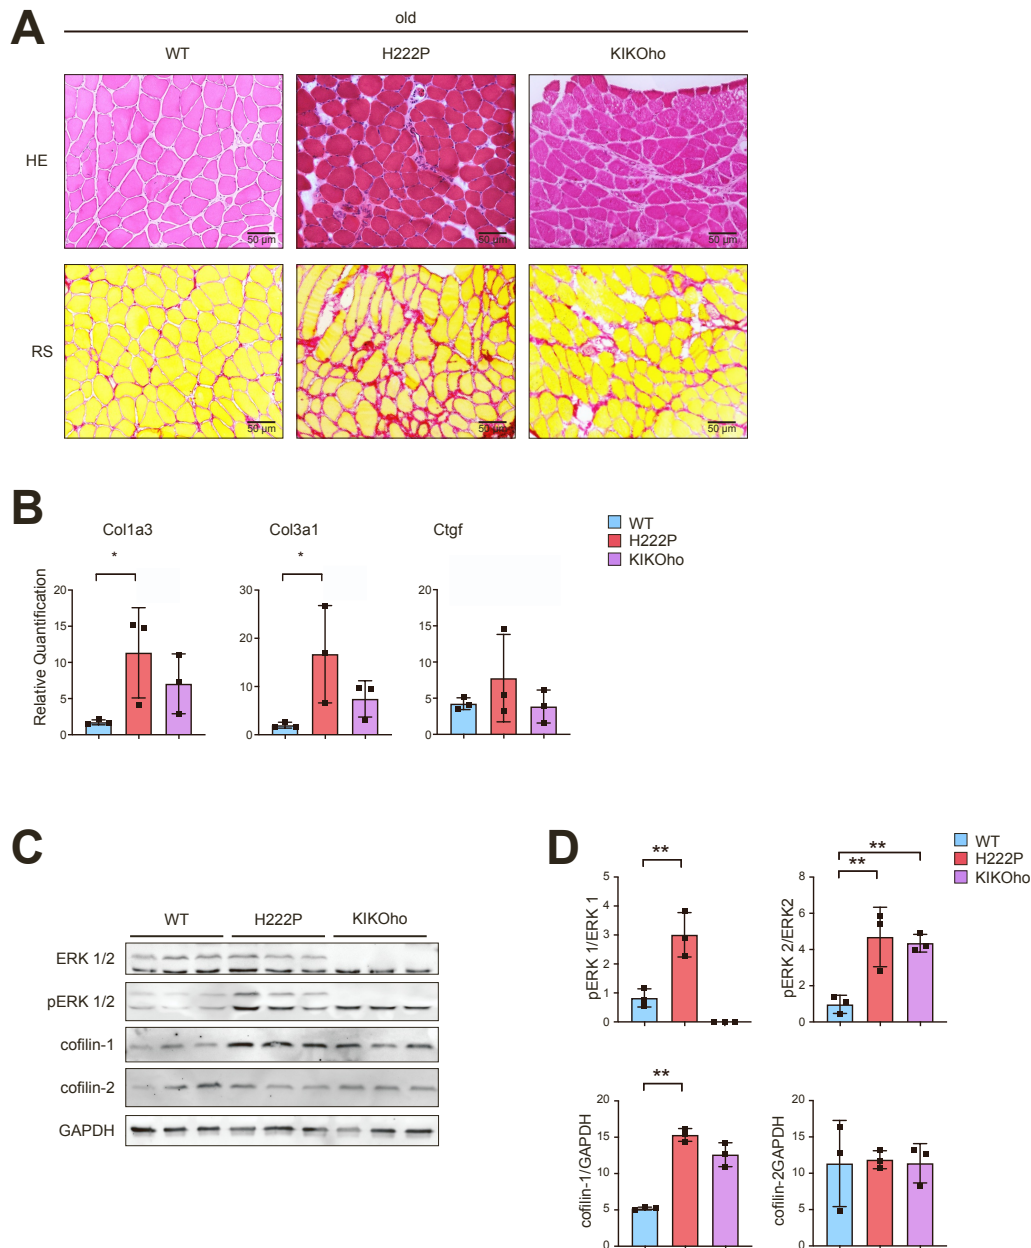 A
old
WT H222P KIKOho
HE
50 µm 50 µm 50 µm
RS
50 µm 50 µm 50 µm
B
Col1a3 Col3a1 Ctgf
WT
H222P
KIKOho
* *
Relative Quantification
20 15 10 5 0
30 20 10 0
20 15 10 5 0
C
WT H222P KIKOho
ERK 1/2
pERK 1/2
cofilin-1
cofilin-2
GAPDH
D
WT
H222P
KIKOho
pERK 1/ERK 1
5 4 3 2 1 0
**
pERK 2/ERK2
8 6 4 2 0
**
**
cofilin-1/GAPDH
20 15 10 5 0
**
cofilin-2GAPDH
20 15 10 5 0